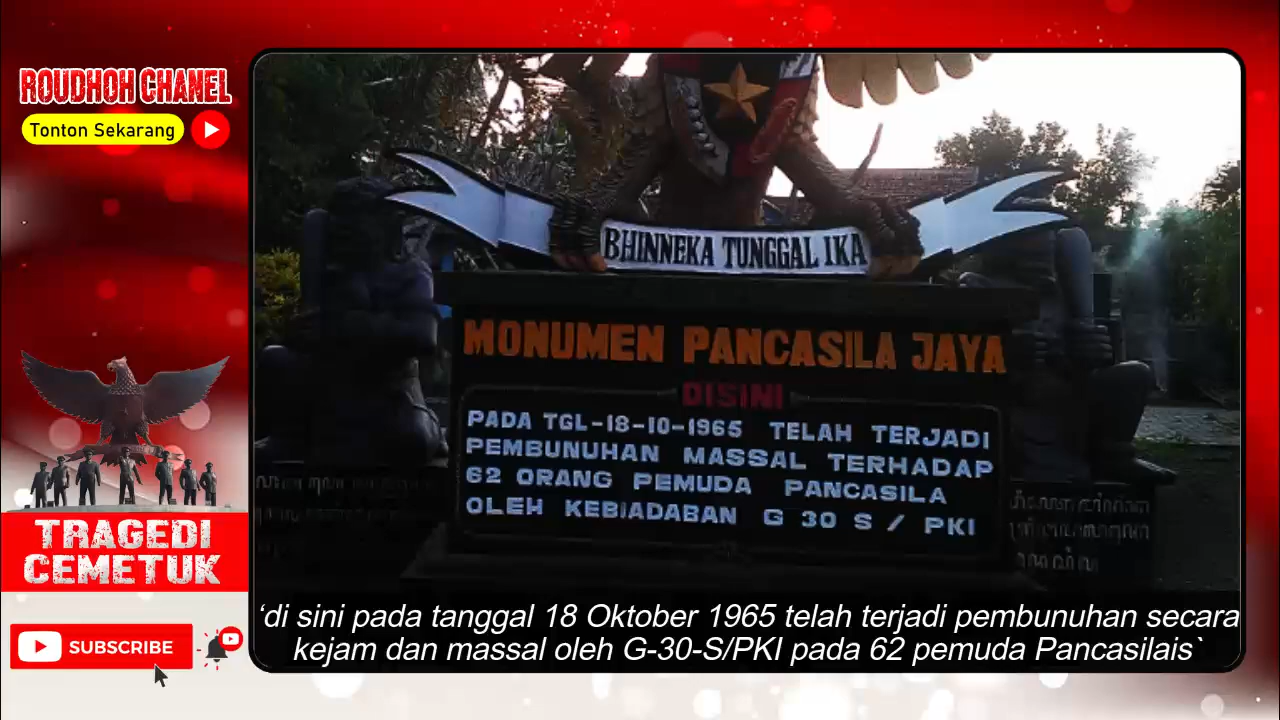 ROUDHOH CHANEL
Tonton Sekarang
BHINNEKA TUNGGAL IKA
MONUMEN PANCASILA JAYA
DISINI
PADA TGL-18-10-1965 TELAH TERJADI
PEMBUNUHAN MASSAL TERHADAP
62 ORANG PEMUDA PANCASILA
OLEH KEBIADABAN G 30 S / PKI
TRAGEDI
CEMETUK
SUBSCRIBE
‘di sini pada tanggal 18 Oktober 1965 telah terjadi pembunuhan secara
kejam dan massal oleh G-30-S/PKI pada 62 pemuda Pancasilais`